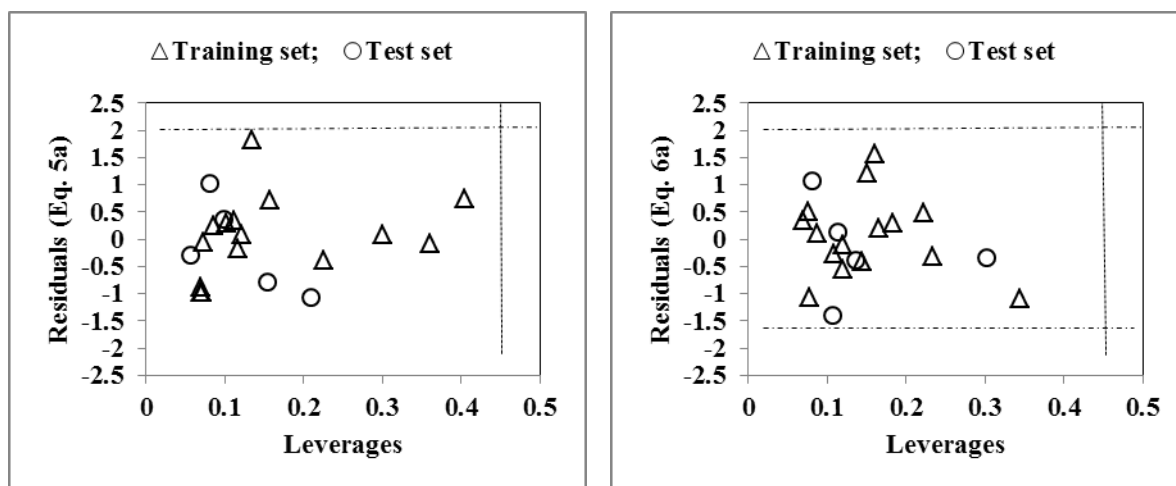 △Training set; ○Test set
Residuals (Eq. 5a)
2.5
2
1.5
1
0.5
0
-0.5
-1
-1.5
-2
-2.5
0 0.1 0.2 0.3 0.4 0.5
Leverages
△Training set; ○Test set
Residuals (Eq. 6a)
2.5
2
1.5
1
0.5
0
-0.5
-1
-1.5
-2
-2.5
0 0.1 0.2 0.3 0.4 0.5
Leverages